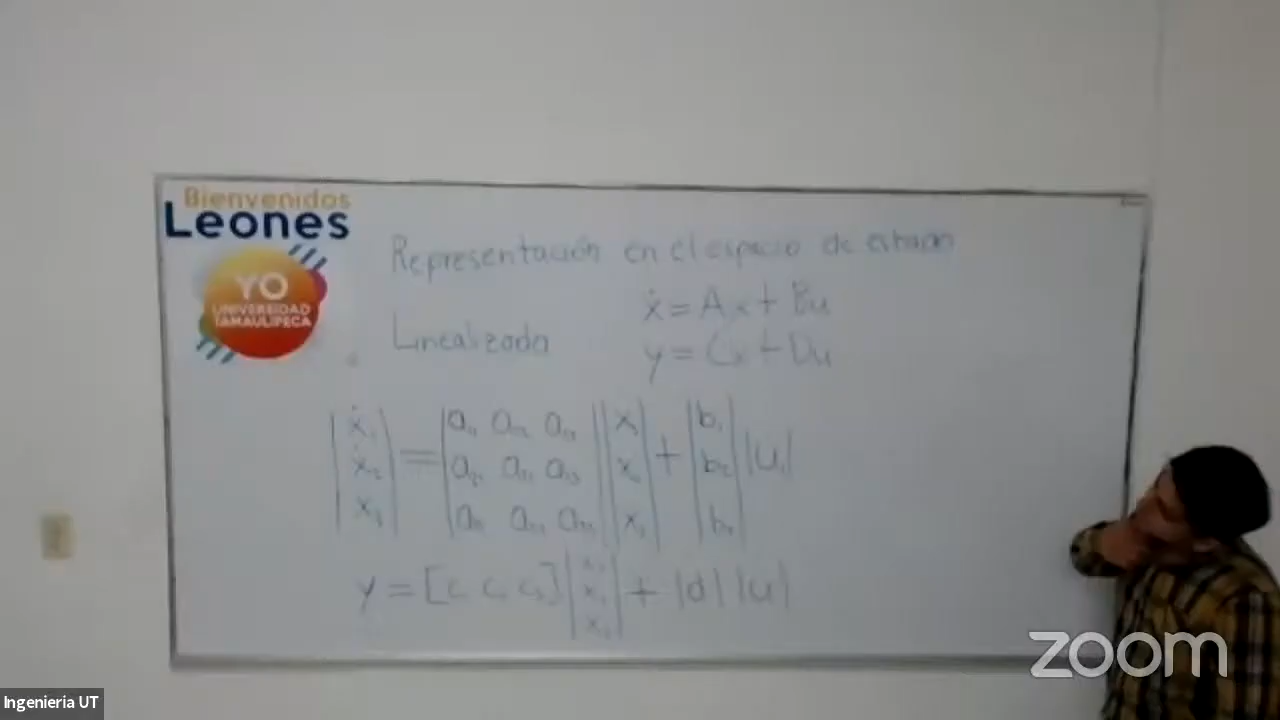 Bienvenidos
Leones
YO
UNIVERSIDAD
TAMAULIPECA
Representación en el espacio de estado
Linealizada
ẋ = Ax + Bu
y = Cx + Du
|ẋ₁| = |a₁₁ a₁₂ a₁₃| |x₁| + |b₁| |u₁|
|ẋ₂| |a₂₁ a₂₂ a₂₃| |x₂| |b₂|
|ẋ₃| |a₃₁ a₃₂ a₃₃| |x₃| |b₃|
y = [c₁ c₂ c₃] |x₁ x₂ x₃| + |d| |u|
zoom
Ingenieria UT